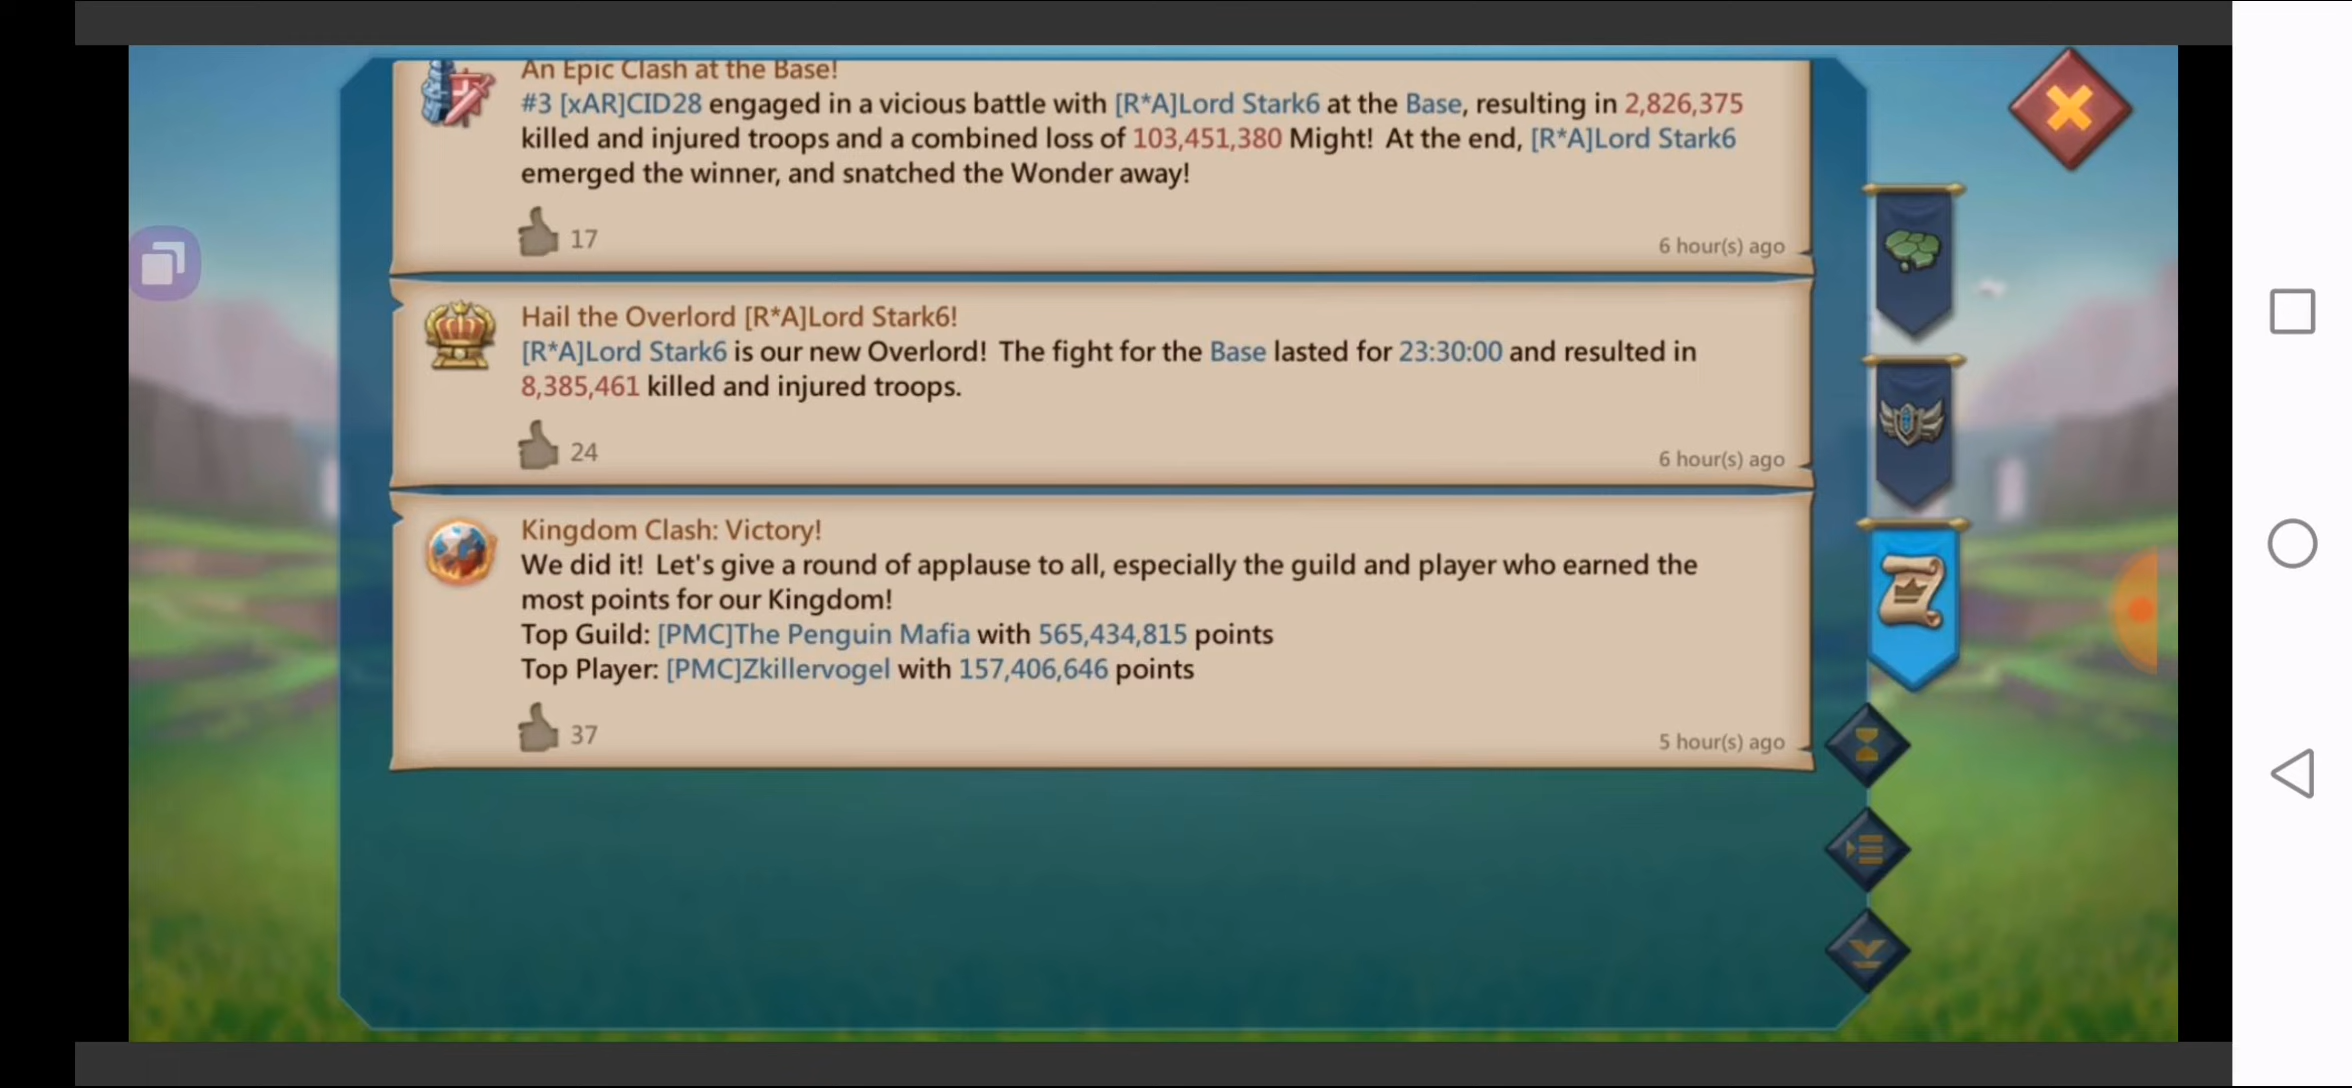 An Epic Clash at the Base!
#3 [xAR]CID28 engaged in a vicious battle with [R*A]Lord Stark6 at the Base, resulting in 2,826,375
killed and injured troops and a combined loss of 103,451,380 Might! At the end, [R*A]Lord Stark6
emerged the winner, and snatched the Wonder away!
17
6 hour(s) ago
Hail the Overlord [R*A]Lord Stark6!
[R*A]Lord Stark6 is our new Overlord! The fight for the Base lasted for 23:30:00 and resulted in
8,385,461 killed and injured troops.
24
6 hour(s) ago
Kingdom Clash: Victory!
We did it! Let's give a round of applause to all, especially the guild and player who earned the
most points for our Kingdom!
Top Guild: [PMC]The Penguin Mafia with 565,434,815 points
Top Player: [PMC]Zkillervogel with 157,406,646 points
37
5 hour(s) ago